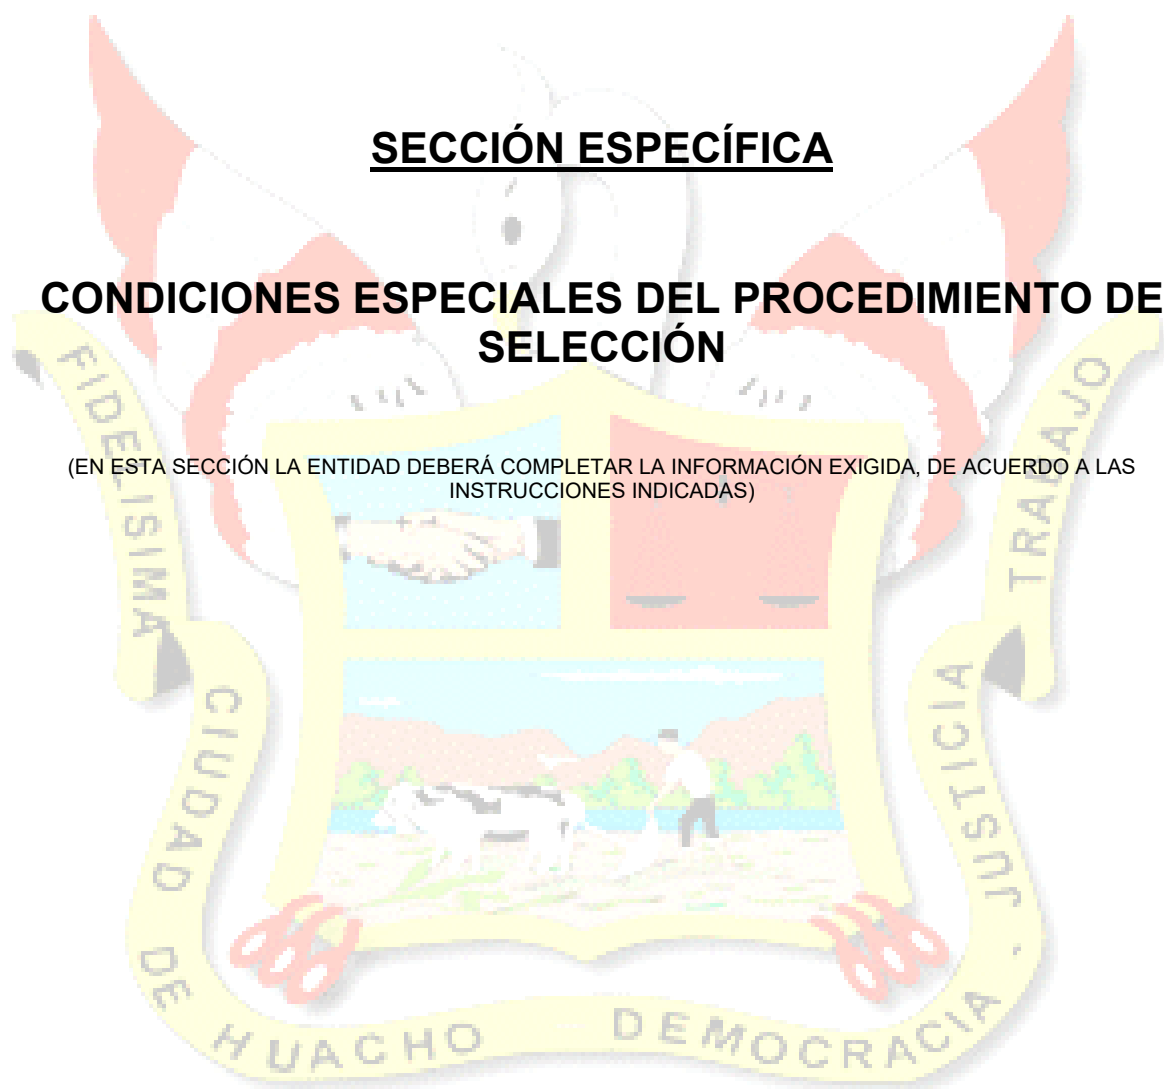 SECCIÓN ESPECÍFICA
CONDICIONES ESPECIALES DEL PROCEDIMIENTO DE
SELECCIÓN
(EN ESTA SECCIÓN LA ENTIDAD DEBERÁ COMPLETAR LA INFORMACIÓN EXIGIDA, DE ACUERDO A LAS
INSTRUCCIONES INDICADAS)
FIDELISIMA CIUDAD DE HUACHO DEMOCRACIA . JUSTICIA TRABAJO